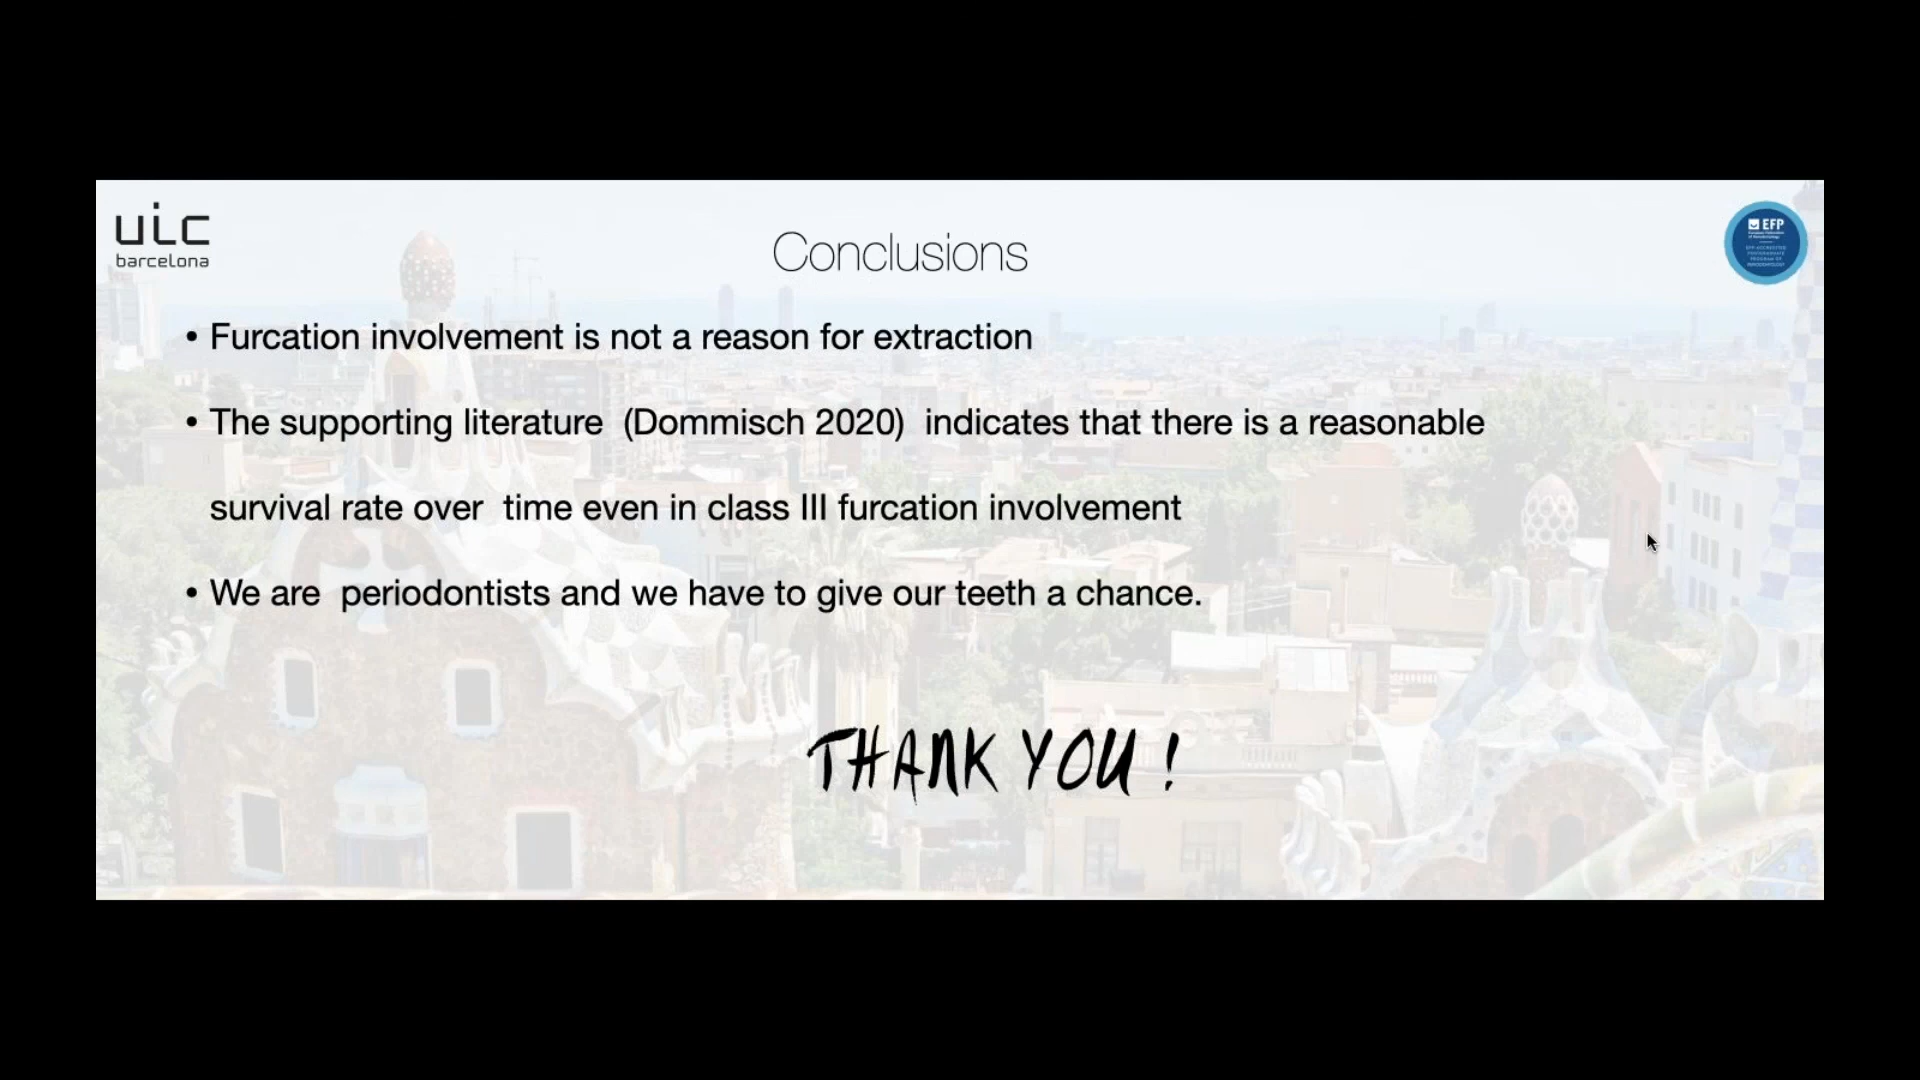 uic
barcelona
Conclusions
EFP
• Furcation involvement is not a reason for extraction
• The supporting literature (Dommisch 2020) indicates that there is a reasonable
survival rate over time even in class III furcation involvement
• We are periodontists and we have to give our teeth a chance.
THANK YOU !